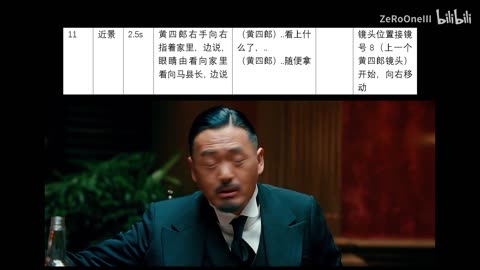 ZeRoOneIII bilibili
11 近景 2.5s 黄四郎右手向右 (黄四郎)..看上什 镜头位置接镜
指着家里，边说， 么了，.. 号 8（上一个
眼睛由看向家里 (黄四郎)..随便拿 黄四郎镜头）
看向马县长，边说 开始，向右移
动